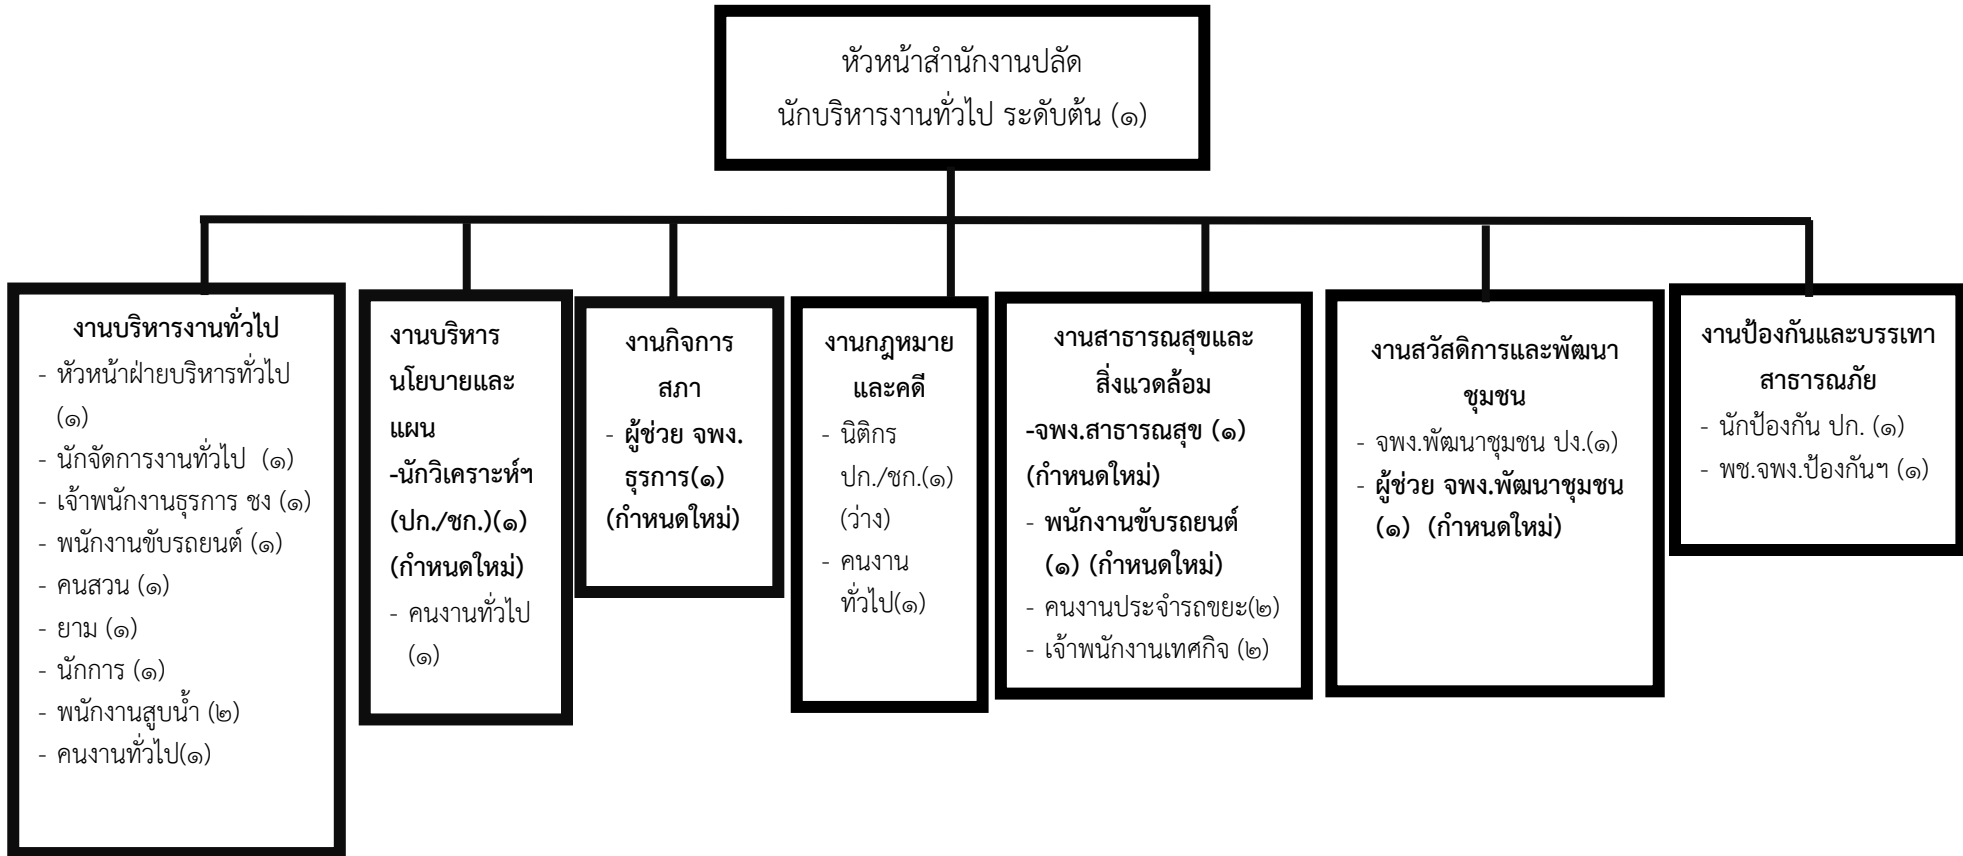 หัวหน้าสำนักงานปลัด
นักบริหารงานทั่วไป ระดับต้น (๑)
งานบริหารงานทั่วไป
- หัวหน้าฝ่ายบริหารทั่วไป
(๑)
- นักจัดการงานทั่วไป (๑)
- เจ้าพนักงานธุรการ ชง (๑)
- พนักงานขับรถยนต์ (๑)
- คนสวน (๑)
- ยาม (๑)
- นักการ (๑)
- พนักงานสูบน้ำ (๒)
- คนงานทั่วไป(๑)
งานบริหาร
นโยบายและ
แผน
-นักวิเคราะห์ฯ
(ปก./ชก.)(๑)
(กำหนดใหม่)
- คนงานทั่วไป
(๑)
งานกิจการ
สภา
- ผู้ช่วย จพง.
ธุรการ(๑)
(กำหนดใหม่)
งานกฎหมาย
และคดี
- นิติกร
ปก./ชก.(๑)
(ว่าง)
- คนงาน
ทั่วไป(๑)
งานสาธารณสุขและ
สิ่งแวดล้อม
-จพง.สาธารณสุข (๑)
(กำหนดใหม่)
- พนักงานขับรถยนต์
(๑) (กำหนดใหม่)
- คนงานประจำรถขยะ(๒)
- เจ้าพนักงานเทศกิจ (๒)
งานสวัสดิการและพัฒนา
ชุมชน
- จพง.พัฒนาชุมชน ปง.(๑)
- ผู้ช่วย จพง.พัฒนาชุมชน
(๑) (กำหนดใหม่)
งานป้องกันและบรรเทา
สาธารณภัย
- นักป้องกัน ปก. (๑)
- พช.จพง.ป้องกันฯ (๑)